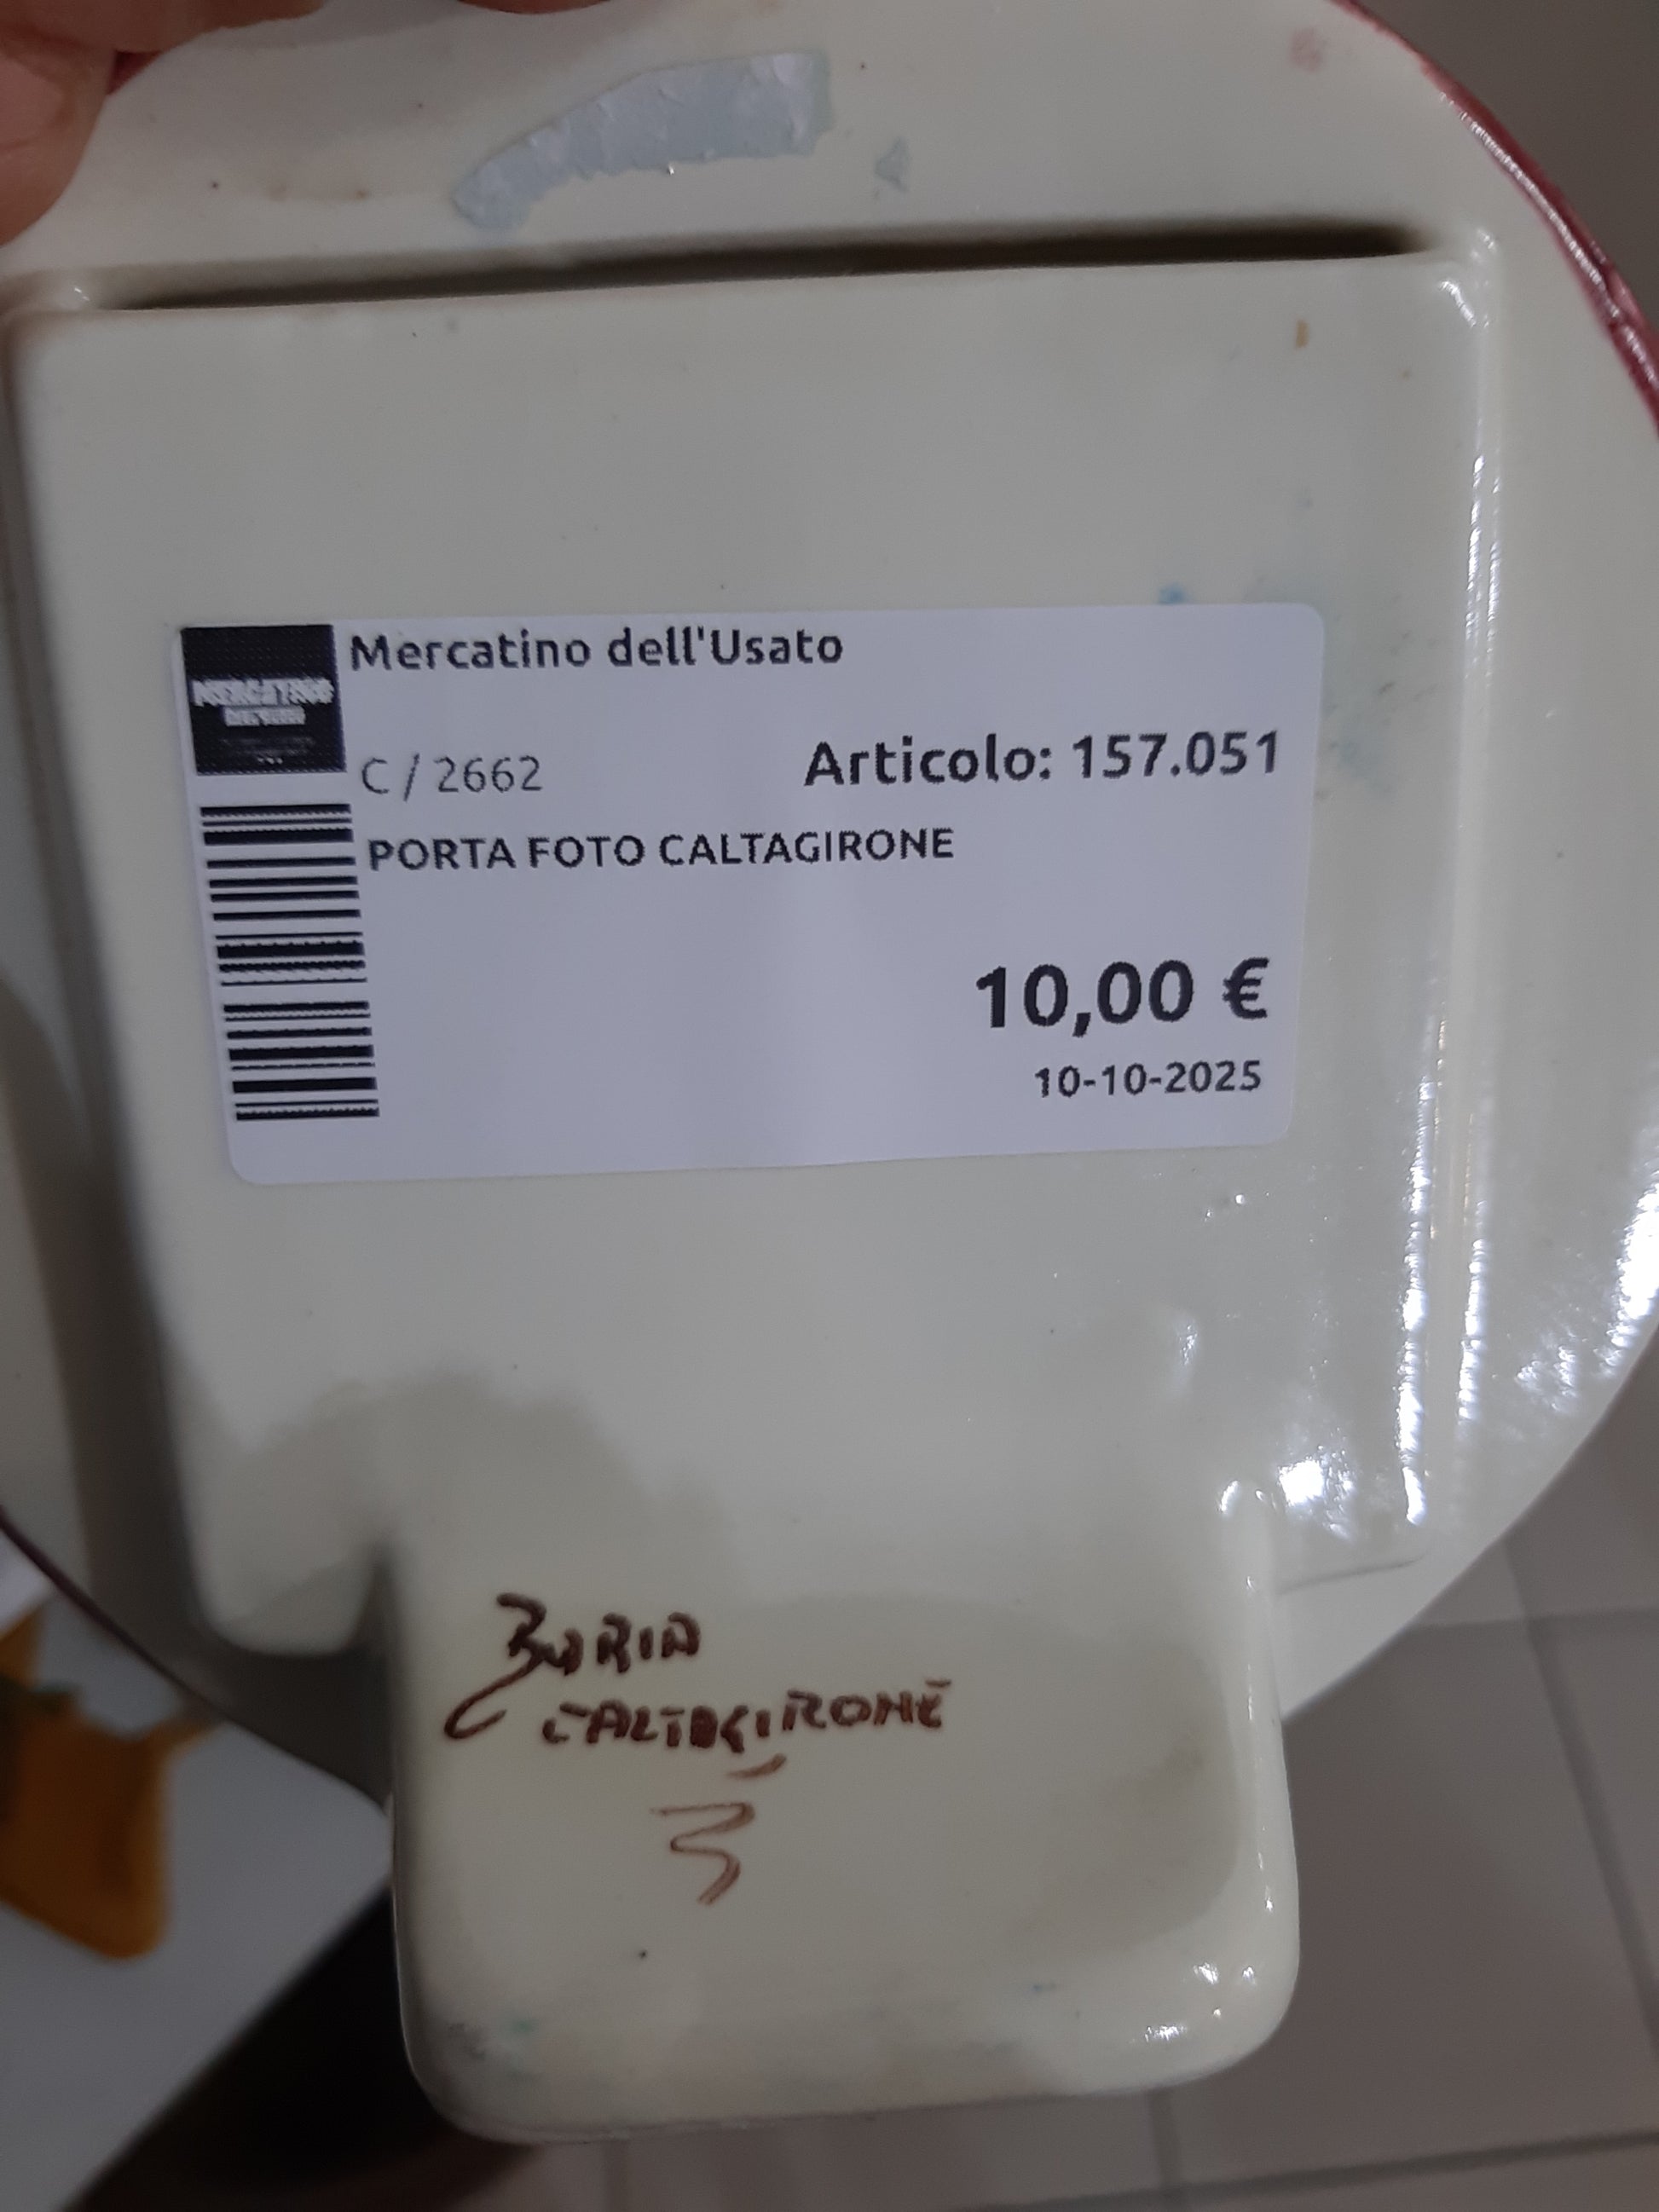 Mercatino dell'Usato
C / 2662
Articolo: 157.051
PORTA FOTO CALTAGIRONE
10,00 €
10-10-2025
CALTAGIRONE